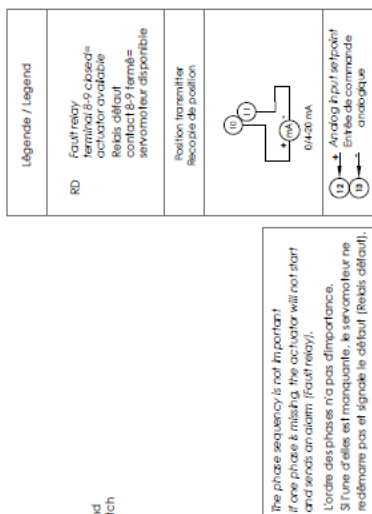 Légende / Legend
RD
Fault relay
terminal 8-9 closed=
actuator available
Relais défaut
contact 8-9 fermé=
servomoteur disponible
Position transmitter
Recopie de position
10
11
+
mA
-
0/4-20 mA
12
+
Analog input setpoint
13
-
Entrée de commande
analogique
nd
tch
The phase sequency is not important
If one phase is missing, the actuator will not start
and sends an alarm (Fault relay).
L'ordre des phases n'a pas d'importance.
Si l'une d'elles est manquante, le servomoteur ne
redémarre pas et signale le défaut (Relais défaut).